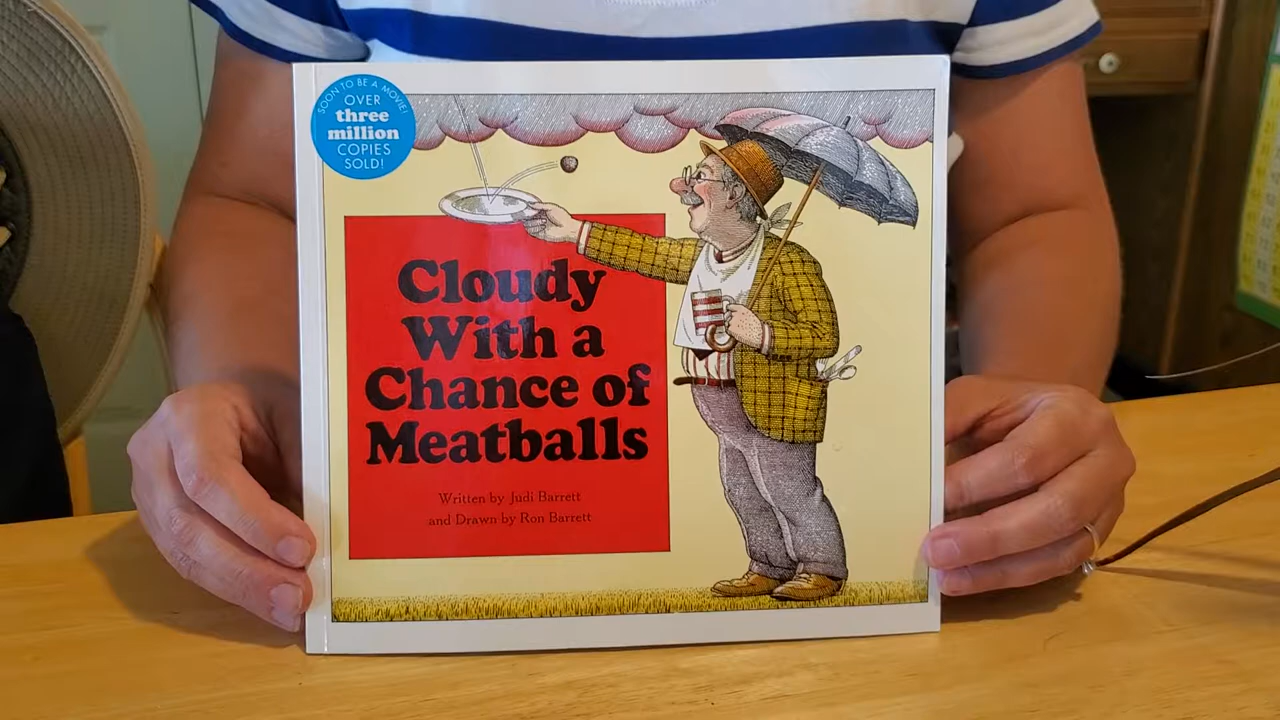 SOON TO BE A MOVIE!
OVER
three
million
COPIES
SOLD!
Cloudy
With a
Chance of
Meatballs
Written by Judi Barrett
and Drawn by Ron Barrett